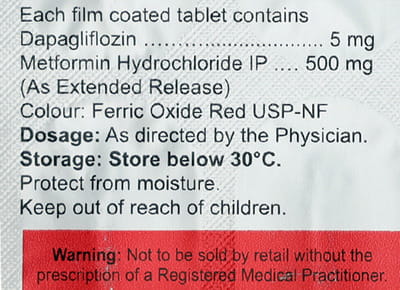 Each film coated tablet contains
Dapagliflozin ................................ 5 mg
Metformin Hydrochloride IP .... 500 mg
(As Extended Release)
Colour: Ferric Oxide Red USP-NF
Dosage: As directed by the Physician.
Storage: Store below 30°C.
Protect from moisture.
Keep out of reach of children.
Warning: Not to be sold by retail without the
prescription of a Registered Medical Practitioner.